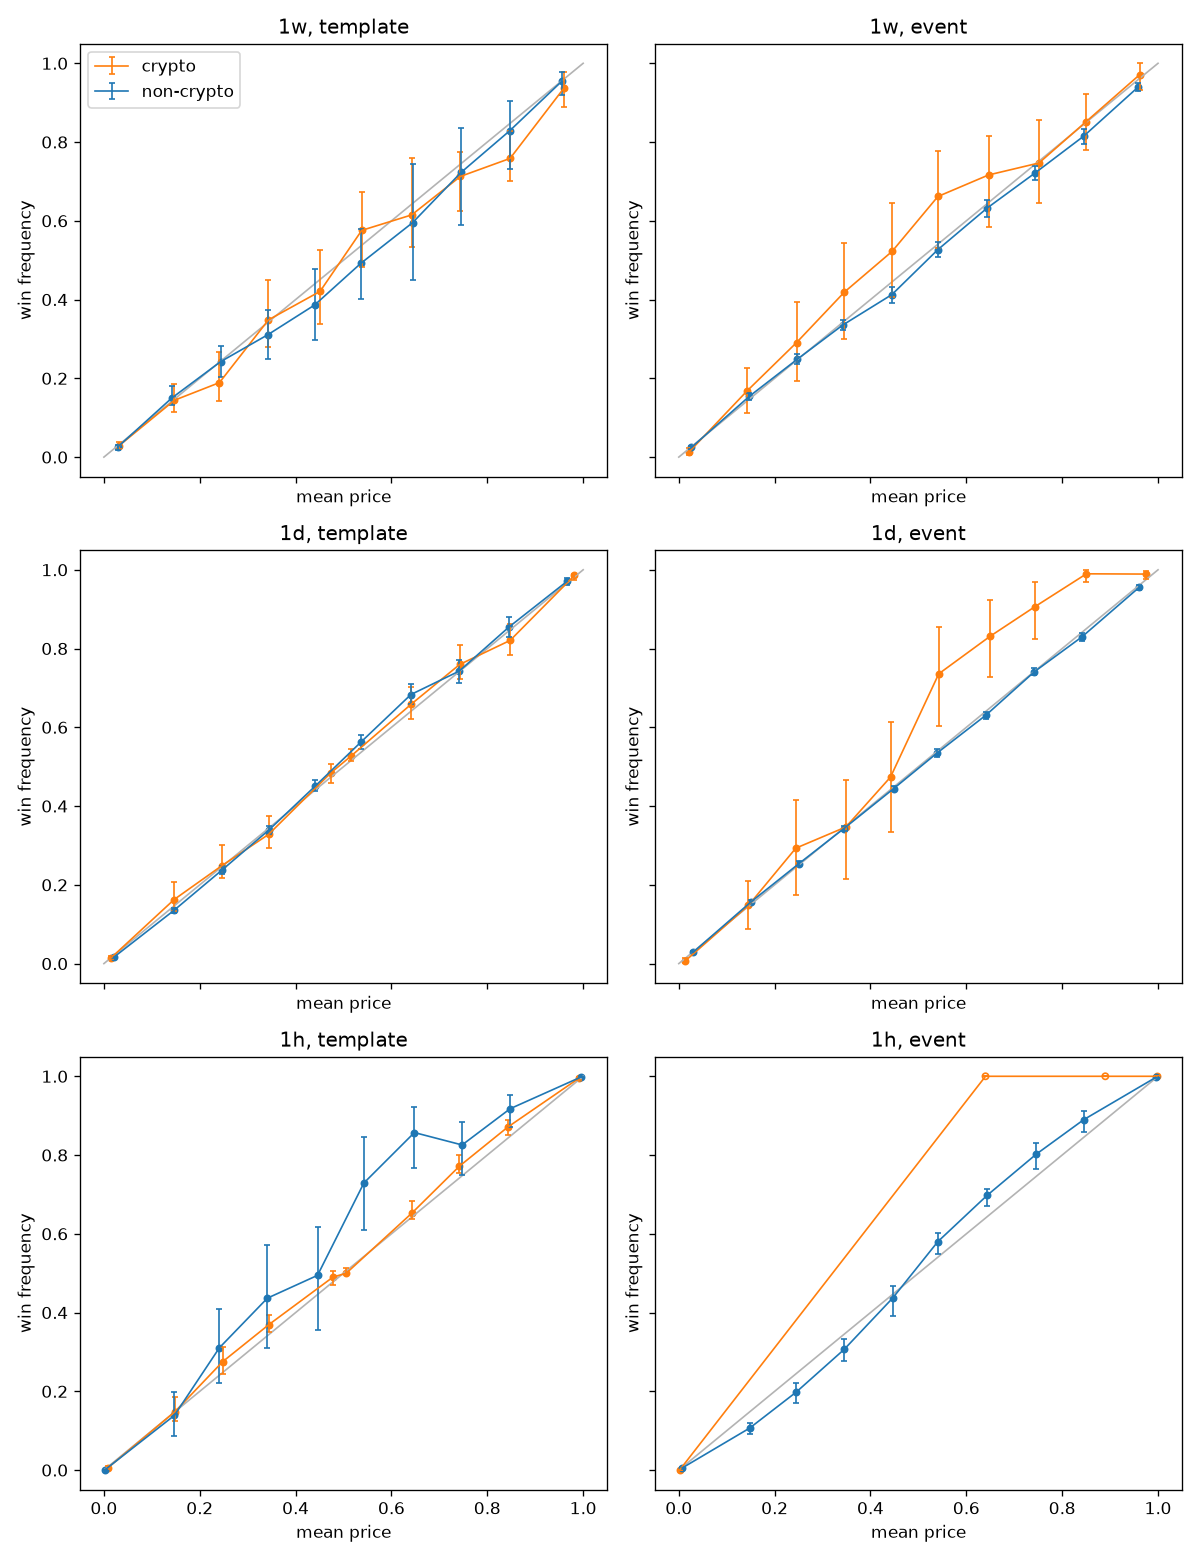 1w, template
1w, event
crypto
non-crypto
1.0
0.8
0.6
0.4
0.2
0.0
win frequency
win frequency
mean price
mean price
1d, template
1d, event
1.0
0.8
0.6
0.4
0.2
0.0
win frequency
win frequency
mean price
mean price
1h, template
1h, event
1.0
0.8
0.6
0.4
0.2
0.0
win frequency
win frequency
0.0 0.2 0.4 0.6 0.8 1.0
0.0 0.2 0.4 0.6 0.8 1.0
mean price
mean price